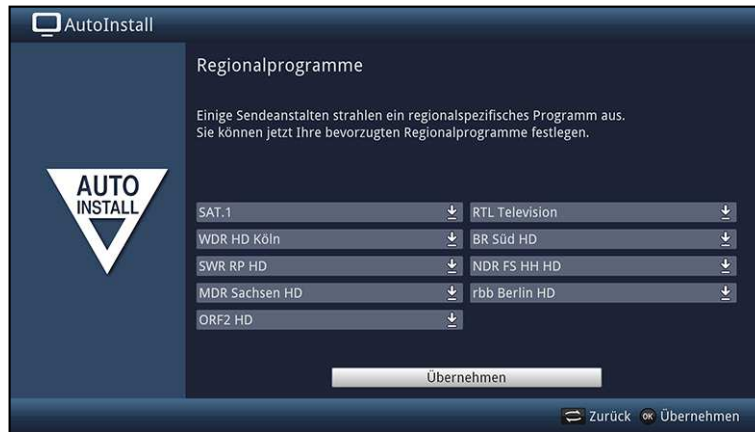 AutoInstall
AUTO
INSTALL
Regionalprogramme
Einige Sendeanstalten strahlen ein regionalspezifisches Programm aus.
Sie können jetzt Ihre bevorzugten Regionalprogramme festlegen.
SAT.1
RTL Television
WDR HD Köln
BR Süd HD
SWR RP HD
NDR FS HH HD
MDR Sachsen HD
rbb Berlin HD
ORF2 HD
Übernehmen
Zurück OK Übernehmen